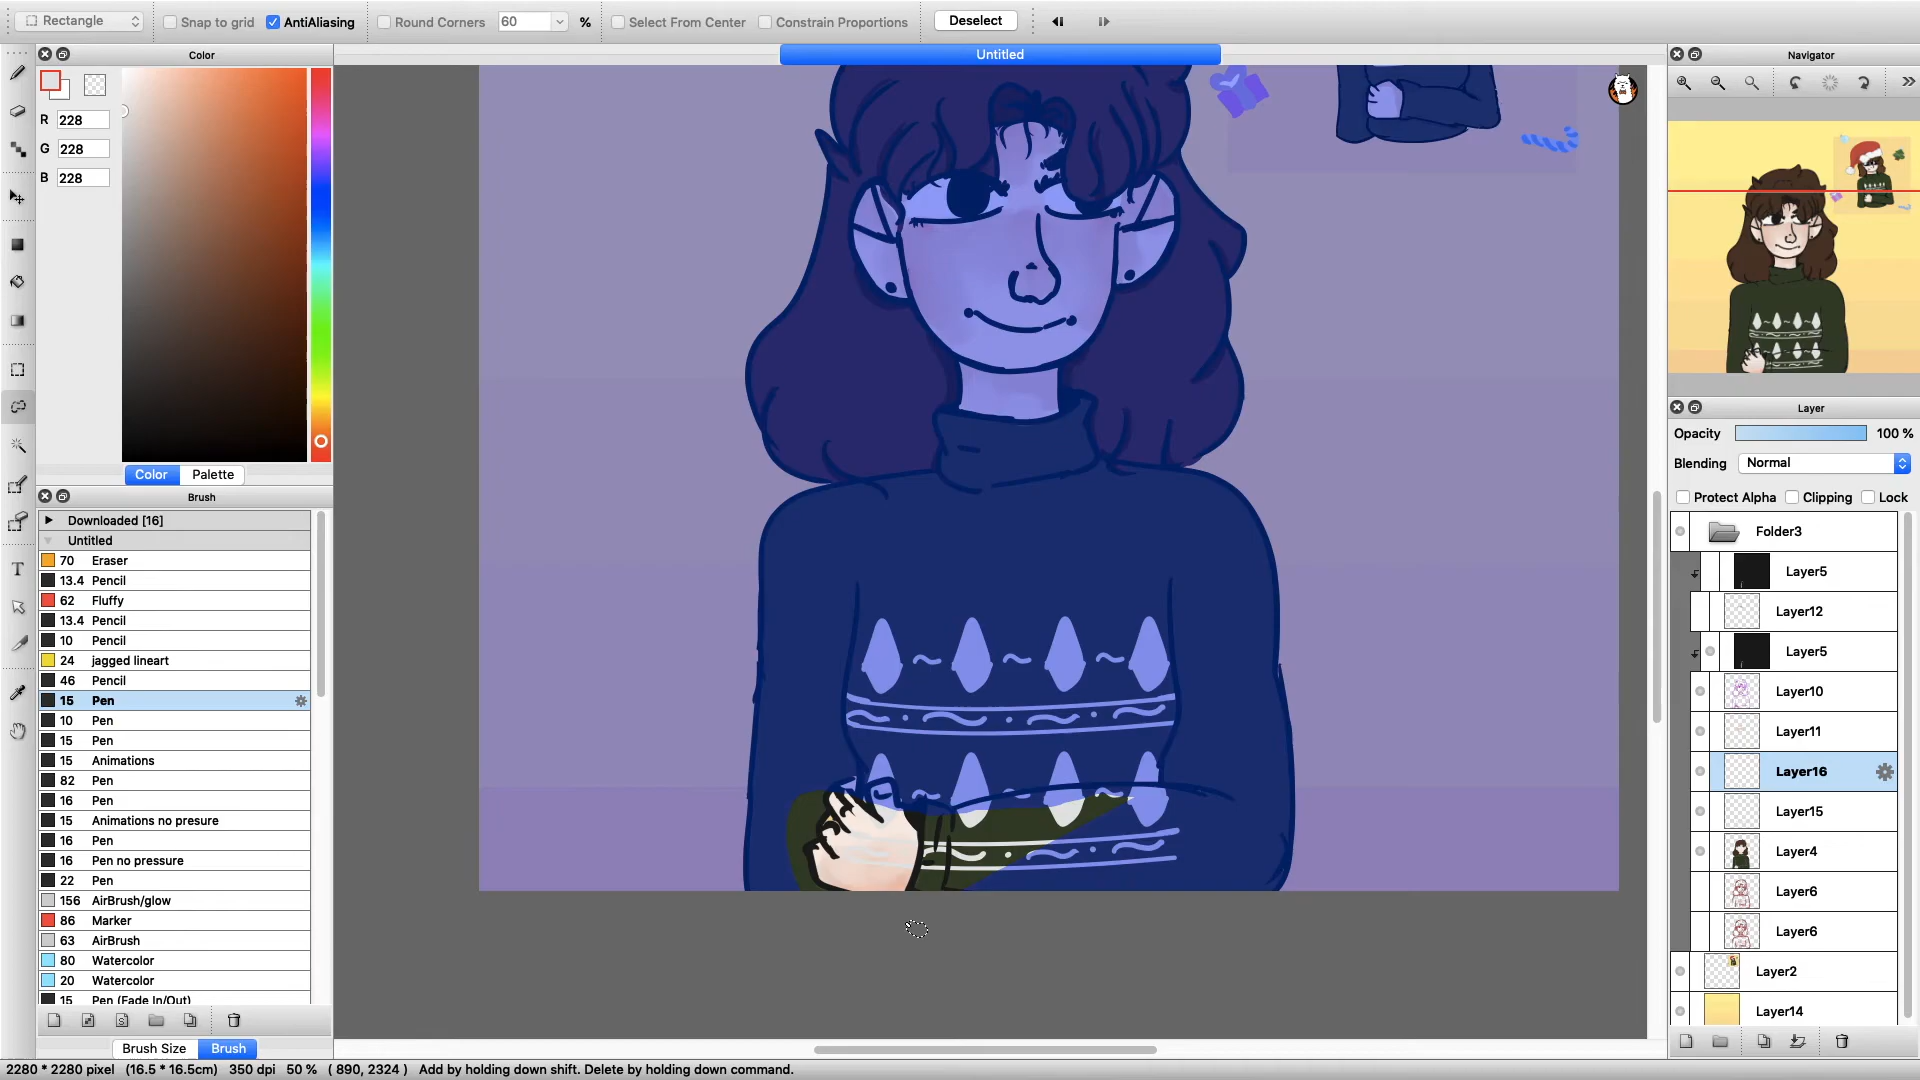 Rectangle Snap to grid AntiAliasing Round Corners 60 % Select From Center Constrain Proportions Deselect
Color
Untitled
Navigator
R 228
G 228
B 228
Layer
Opacity 100 %
Blending Normal
Protect Alpha Clipping Lock
Color Palette
Brush
Downloaded [16]
Untitled
70 Eraser
13.4 Pencil
62 Fluffy
13.4 Pencil
10 Pencil
24 jagged lineart
46 Pencil
15 Pen
10 Pen
15 Pen
15 Animations
82 Pen
16 Pen
15 Animations no presure
16 Pen
16 Pen no pressure
22 Pen
156 AirBrush/glow
86 Marker
63 AirBrush
80 Watercolor
20 Watercolor
15 Pen (Fade In/Out)
Folder3
Layer5
Layer12
Layer5
Layer10
Layer11
Layer16
Layer15
Layer4
Layer6
Layer6
Layer2
Layer14
Brush Size Brush
2280 * 2280 pixel (16.5 * 16.5cm) 350 dpi 50 % ( 890, 2324 ) Add by holding down shift. Delete by holding down command.